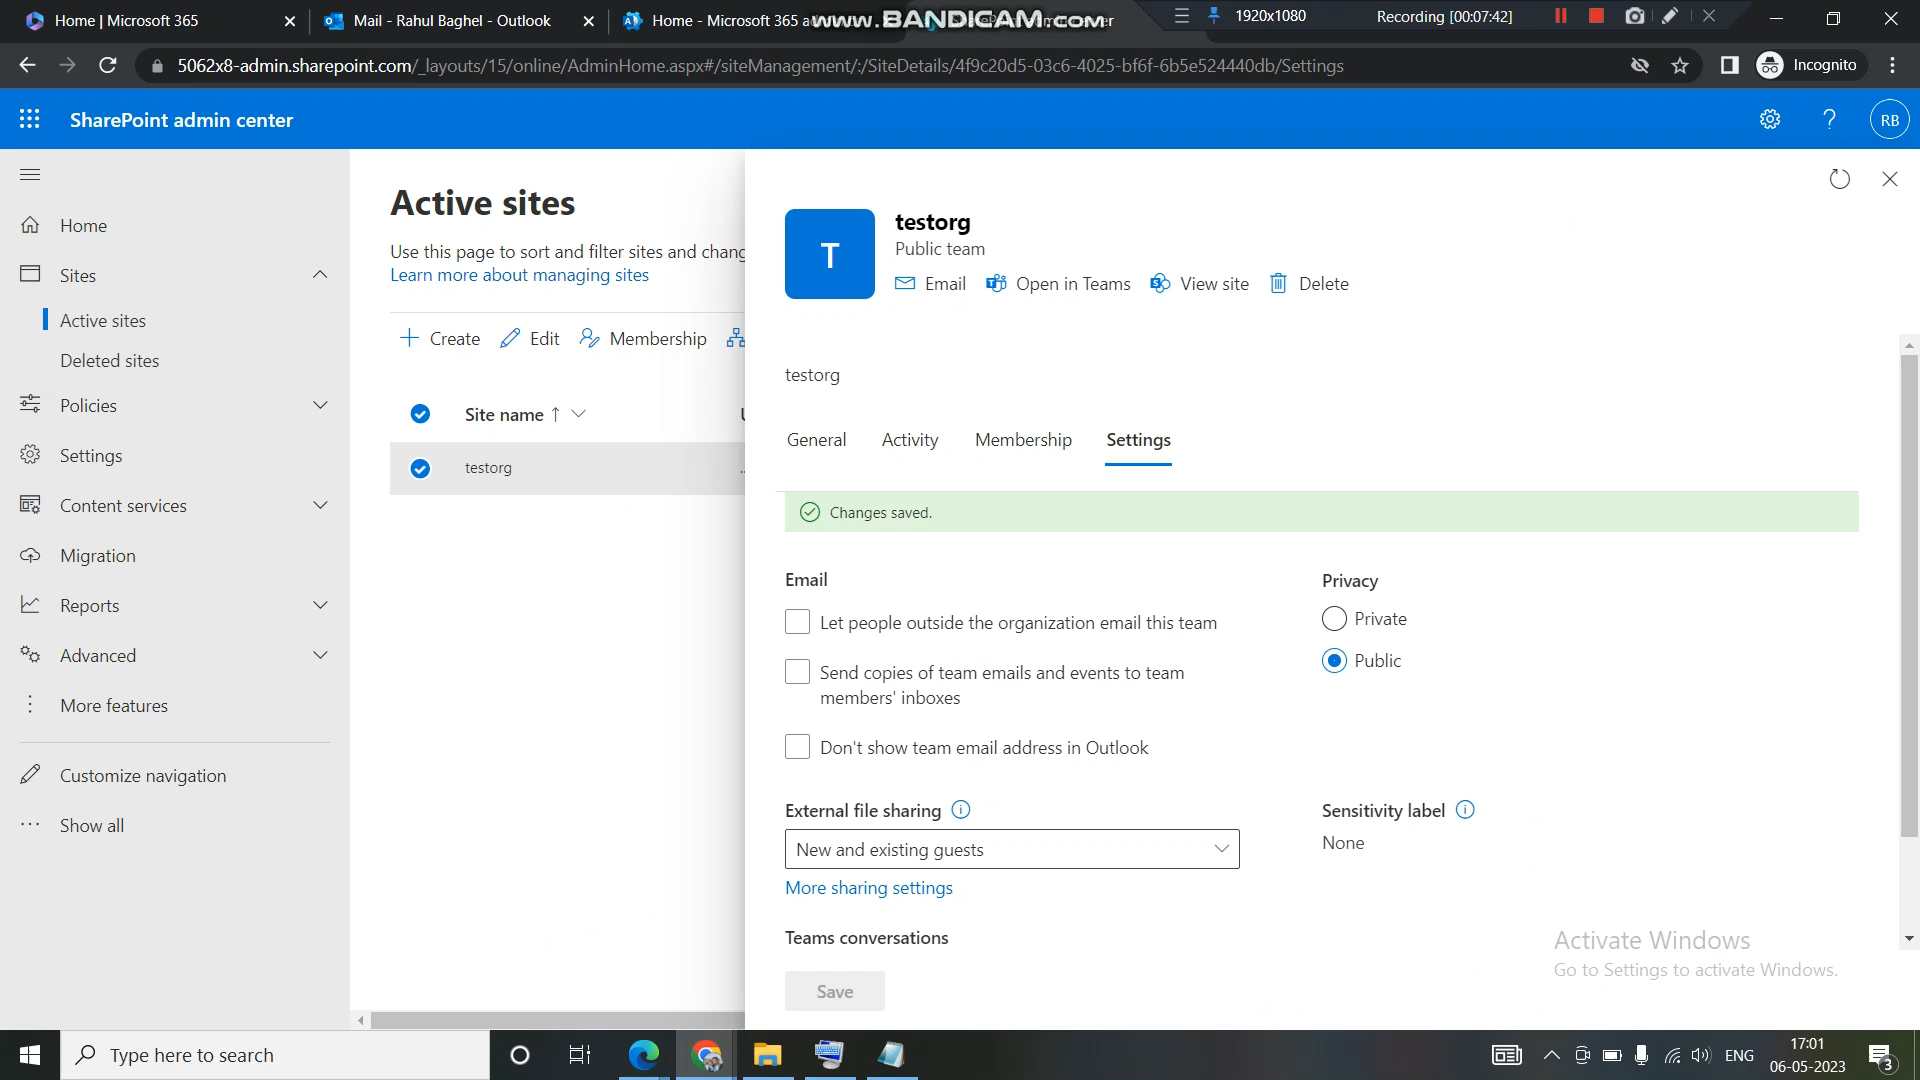 Home | Microsoft 365
Mail - Rahul Baghel - Outlook
Home - Microsoft 365 a
www.BANDICAM.com
1920x1080
Recording [00:07:42]
5062x8-admin.sharepoint.com/_layouts/15/online/AdminHome.aspx#/siteManagement/:/SiteDetails/4f9c20d5-03c6-4025-bf6f-6b5e524440db/Settings
Incognito
SharePoint admin center
RB
Home
Sites
Active sites
Deleted sites
Policies
Settings
Content services
Migration
Reports
Advanced
More features
Customize navigation
Show all
Active sites
Use this page to sort and filter sites and chang
Learn more about managing sites
Create
Edit
Membership
Site name
testorg
T
testorg
Public team
Email
Open in Teams
View site
Delete
testorg
General
Activity
Membership
Settings
Changes saved.
Email
Let people outside the organization email this team
Send copies of team emails and events to team
members' inboxes
Don't show team email address in Outlook
Privacy
Private
Public
External file sharing
New and existing guests
More sharing settings
Sensitivity label
None
Teams conversations
Save
Activate Windows
Go to Settings to activate Windows.
Type here to search
ENG
17:01
06-05-2023
3